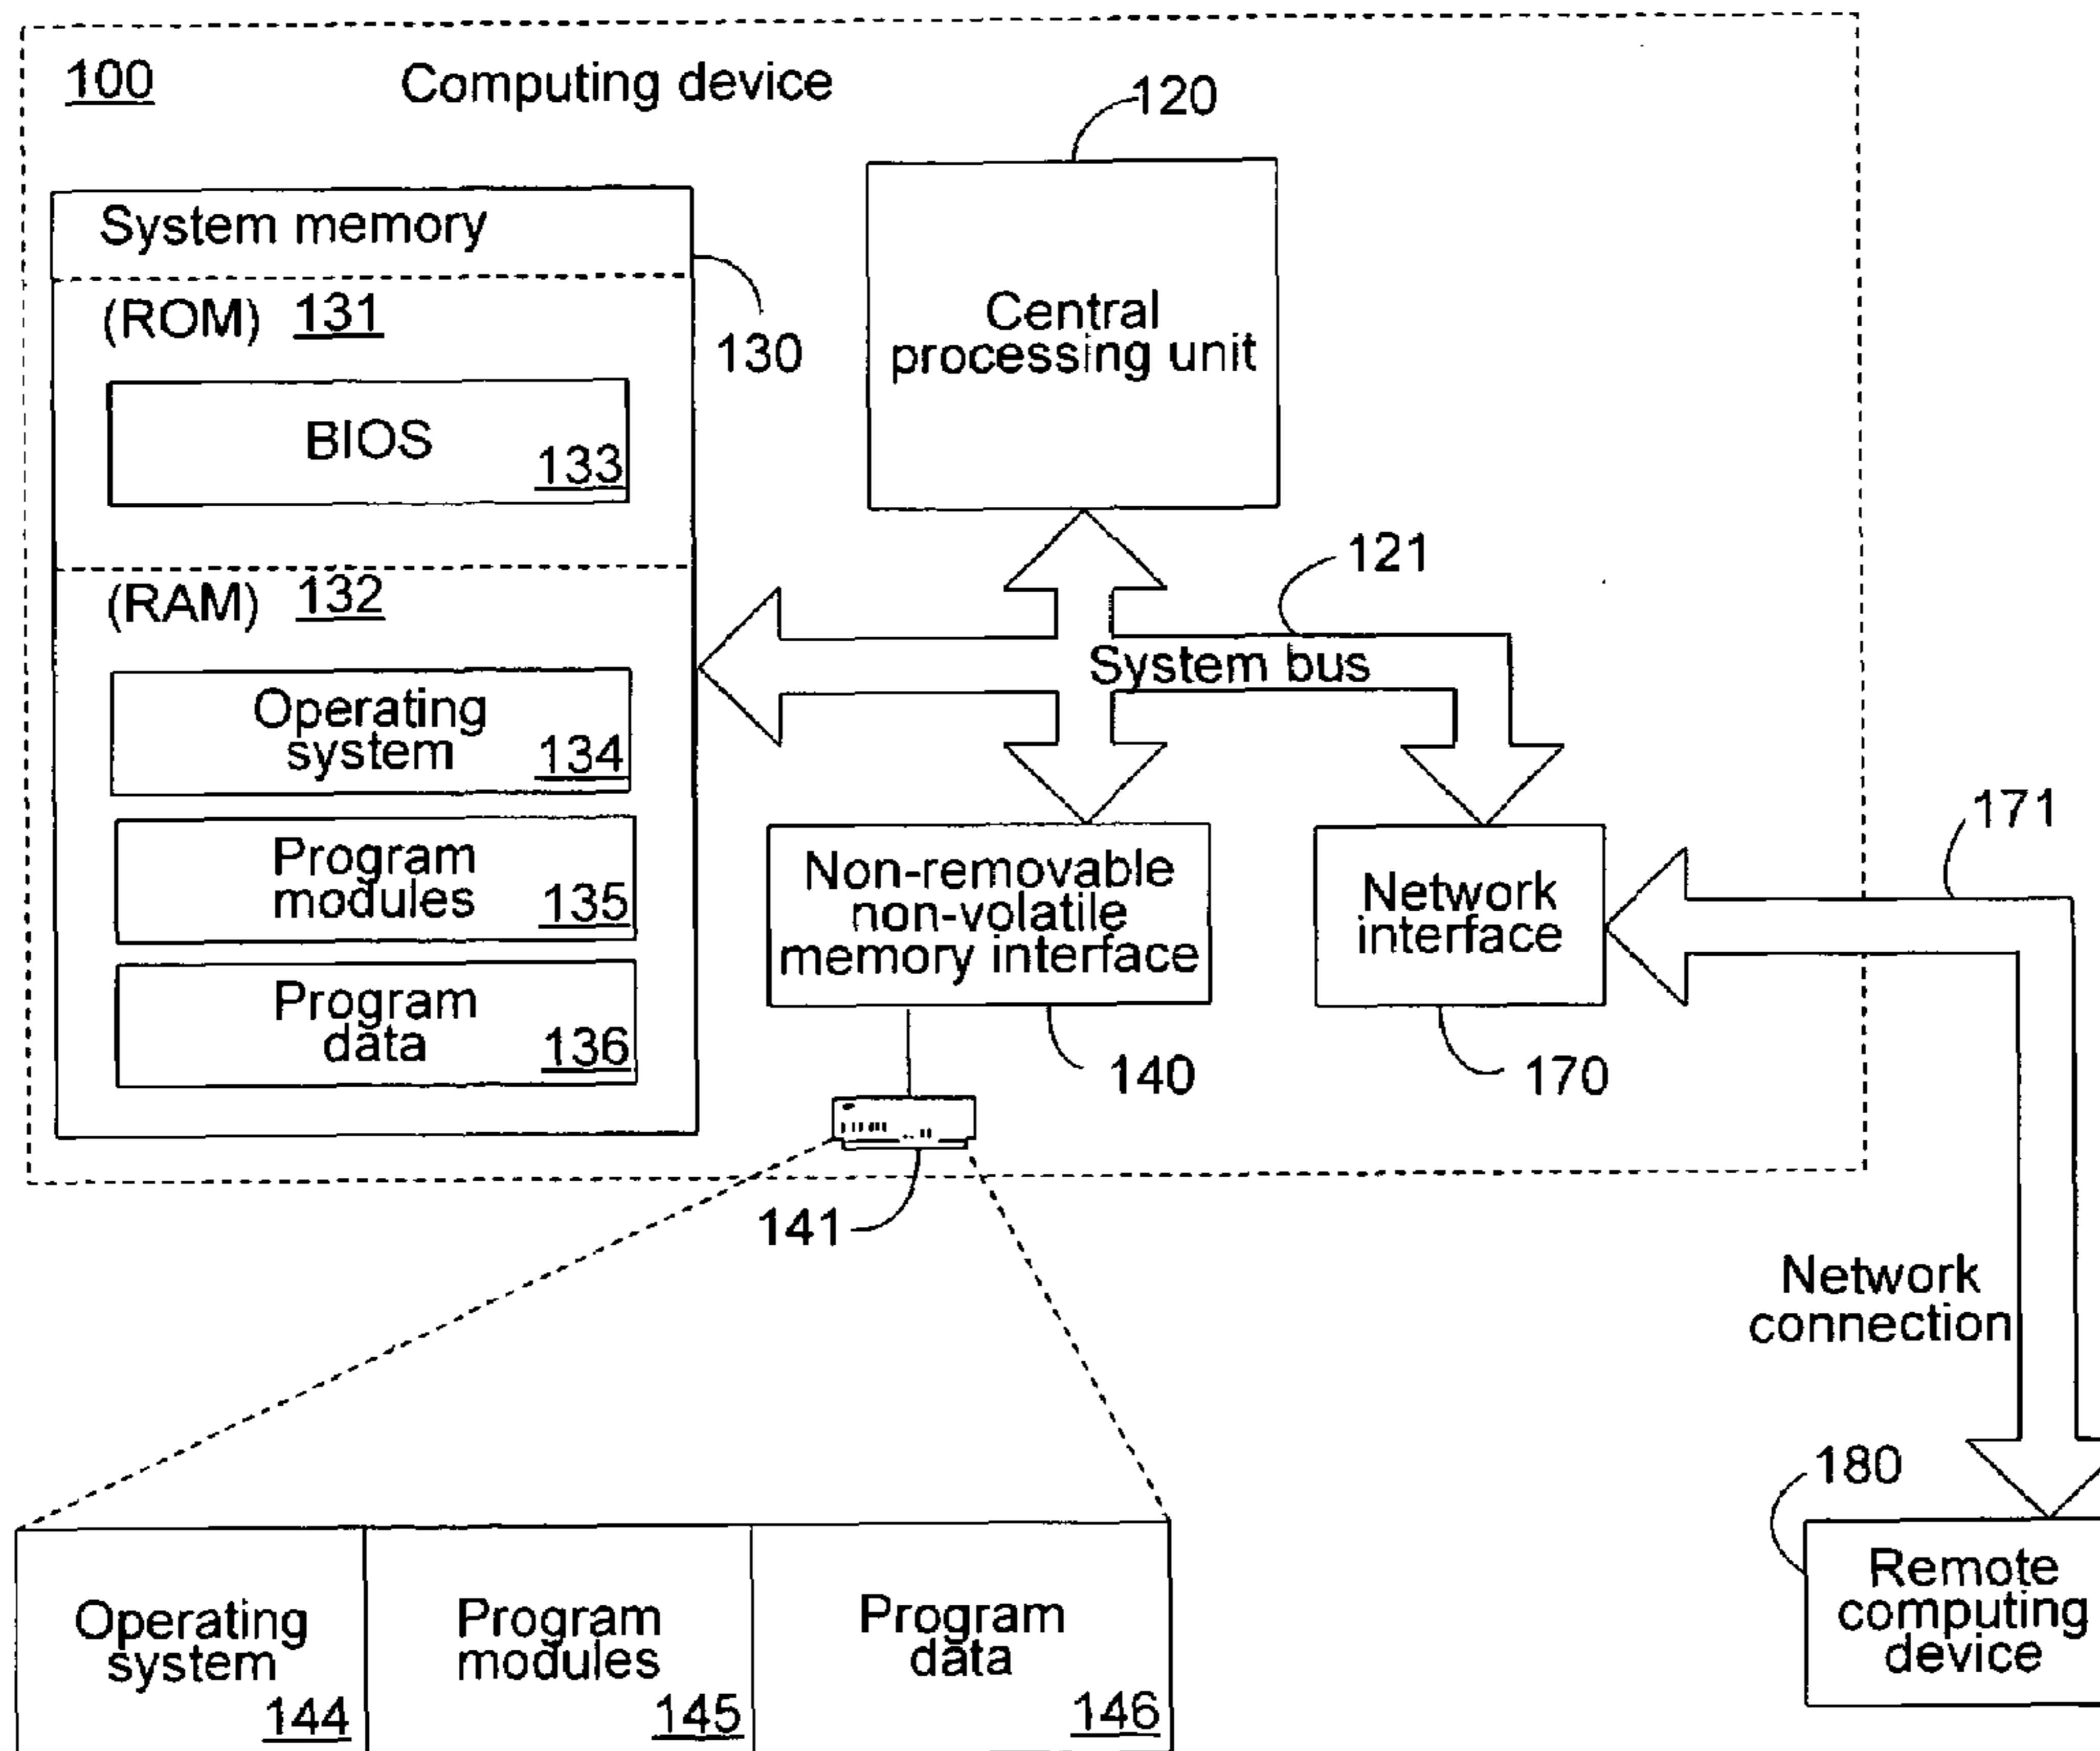 100 Computing device
120
System memory
(ROM) 131
130
BIOS
133
Central
processing unit
(RAM) 132
121
System bus
Operating
system 134
Program
modules 135
Program
data 136
Non-removable
non-volatile
memory interface
Network
interface
171
140
170
141
Network
connection
180
Remote
computing
device
Operating
system
144
Program
modules
145
Program
data
146